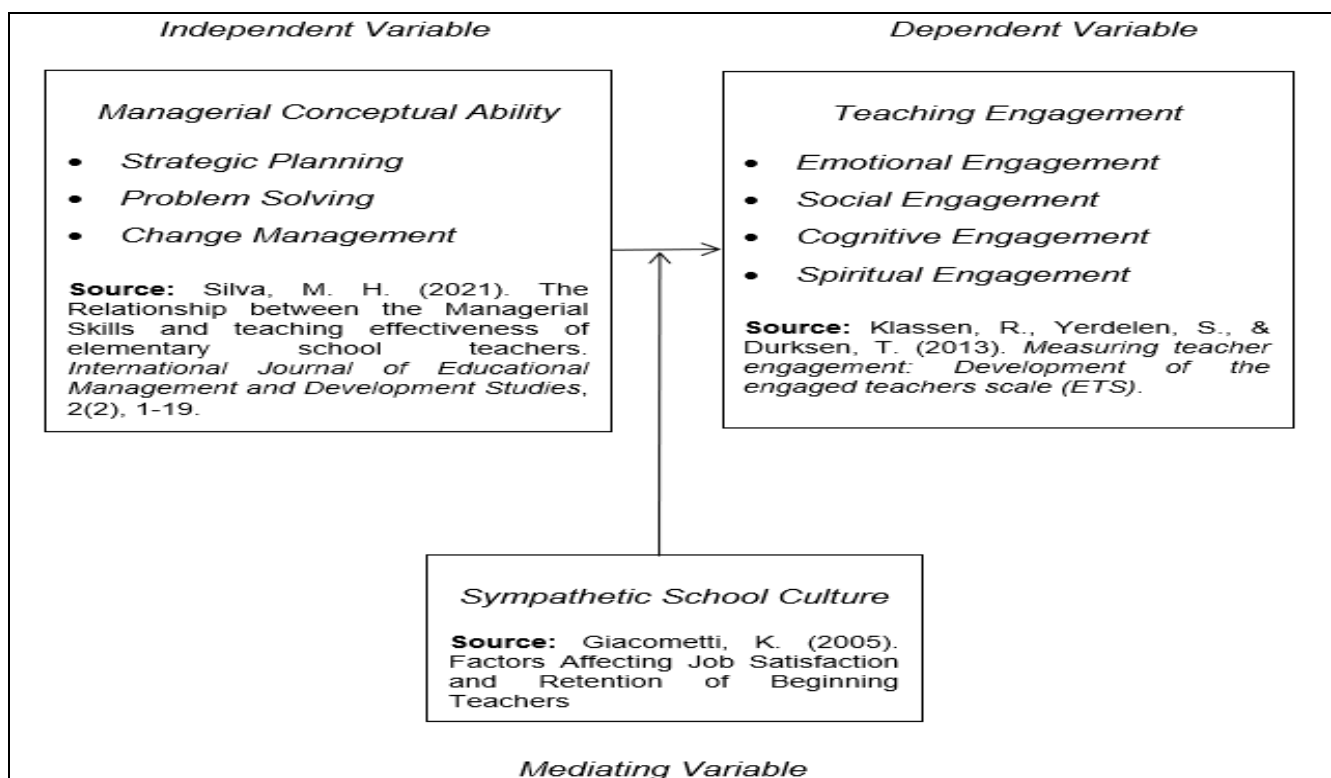 Independent Variable
Dependent Variable
Managerial Conceptual Ability
• Strategic Planning
• Problem Solving
• Change Management
Source: Silva, M. H. (2021). The
Relationship between the Managerial
Skills and teaching effectiveness of
elementary school teachers.
International Journal of Educational
Management and Development Studies,
2(2), 1-19.
Teaching Engagement
• Emotional Engagement
• Social Engagement
• Cognitive Engagement
• Spiritual Engagement
Source: Klassen, R., Yerdelen, S., &
Durksen, T. (2013). Measuring teacher
engagement: Development of the
engaged teachers scale (ETS).
Sympathetic School Culture
Source: Giacometti, K. (2005).
Factors Affecting Job Satisfaction
and Retention of Beginning
Teachers
Mediating Variable